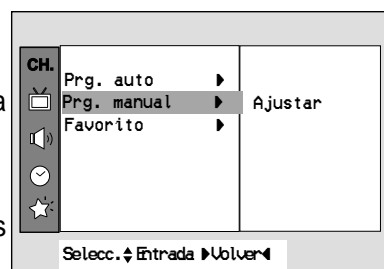 CH.
Prg. auto
Prg. manual
Ajustar
Favorito
Selecc. Entrada Volver